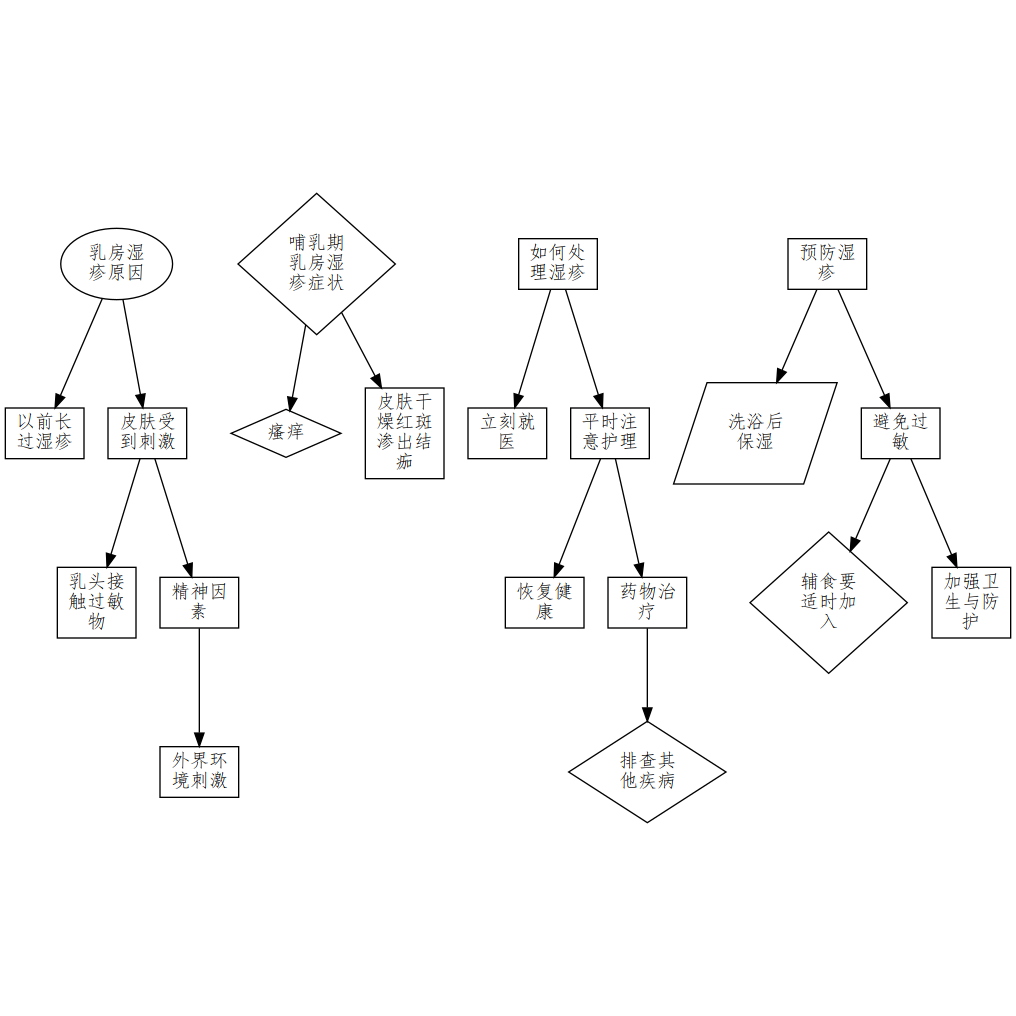 乳房湿
疹原因
哺乳期
乳房湿
疹症状
如何处
理湿疹
预防湿
疹
以前长
过湿疹
皮肤受
到刺激
瘙痒
皮肤干
燥红斑
渗出结
痂
立刻就
医
平时注
意护理
洗浴后
保湿
避免过
敏
乳头接
触过敏
物
精神因
素
恢复健
康
药物治
疗
辅食要
适时加
入
加强卫
生与防
护
外界环
境刺激
排查其
他疾病